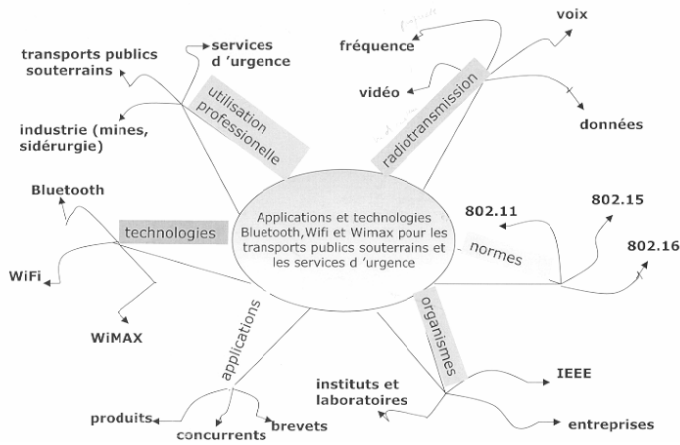 transports publics
souterrains
services
d 'urgence
industrie (mines,
sidérurgie)
utilisation
professionelle
fréquence
vidéo
voix
données
radiotransmission
Bluetooth
WiFi
WiMAX
technologies
Applications et technologies
Bluetooth,Wifi et Wimax pour les
transports publics souterrains et
les services d 'urgence
802.11
802.15
802.16
normes
applications
produits
concurrents
brevets
organismes
instituts et
laboratoires
IEEE
entreprises